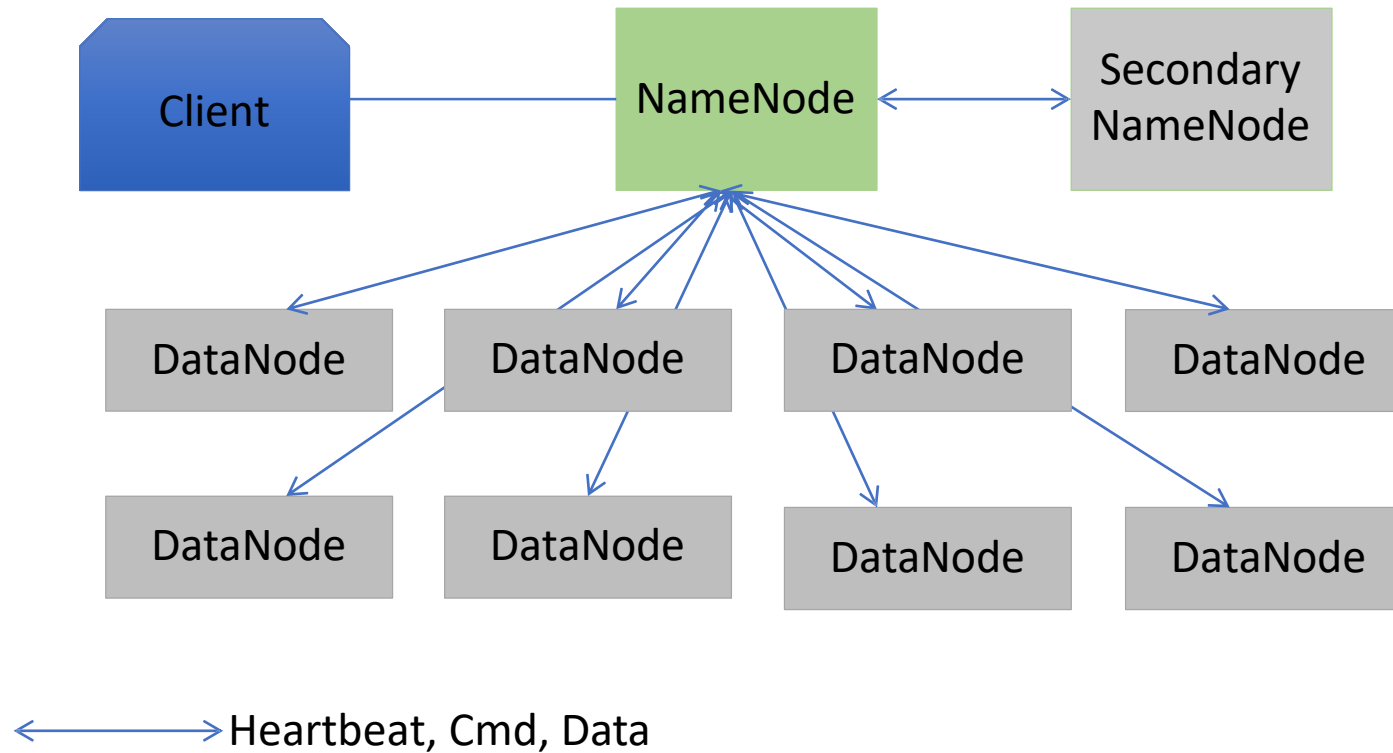 Client
NameNode
Secondary
NameNode
DataNode
DataNode
DataNode
DataNode
DataNode
DataNode
DataNode
DataNode
Heartbeat, Cmd, Data